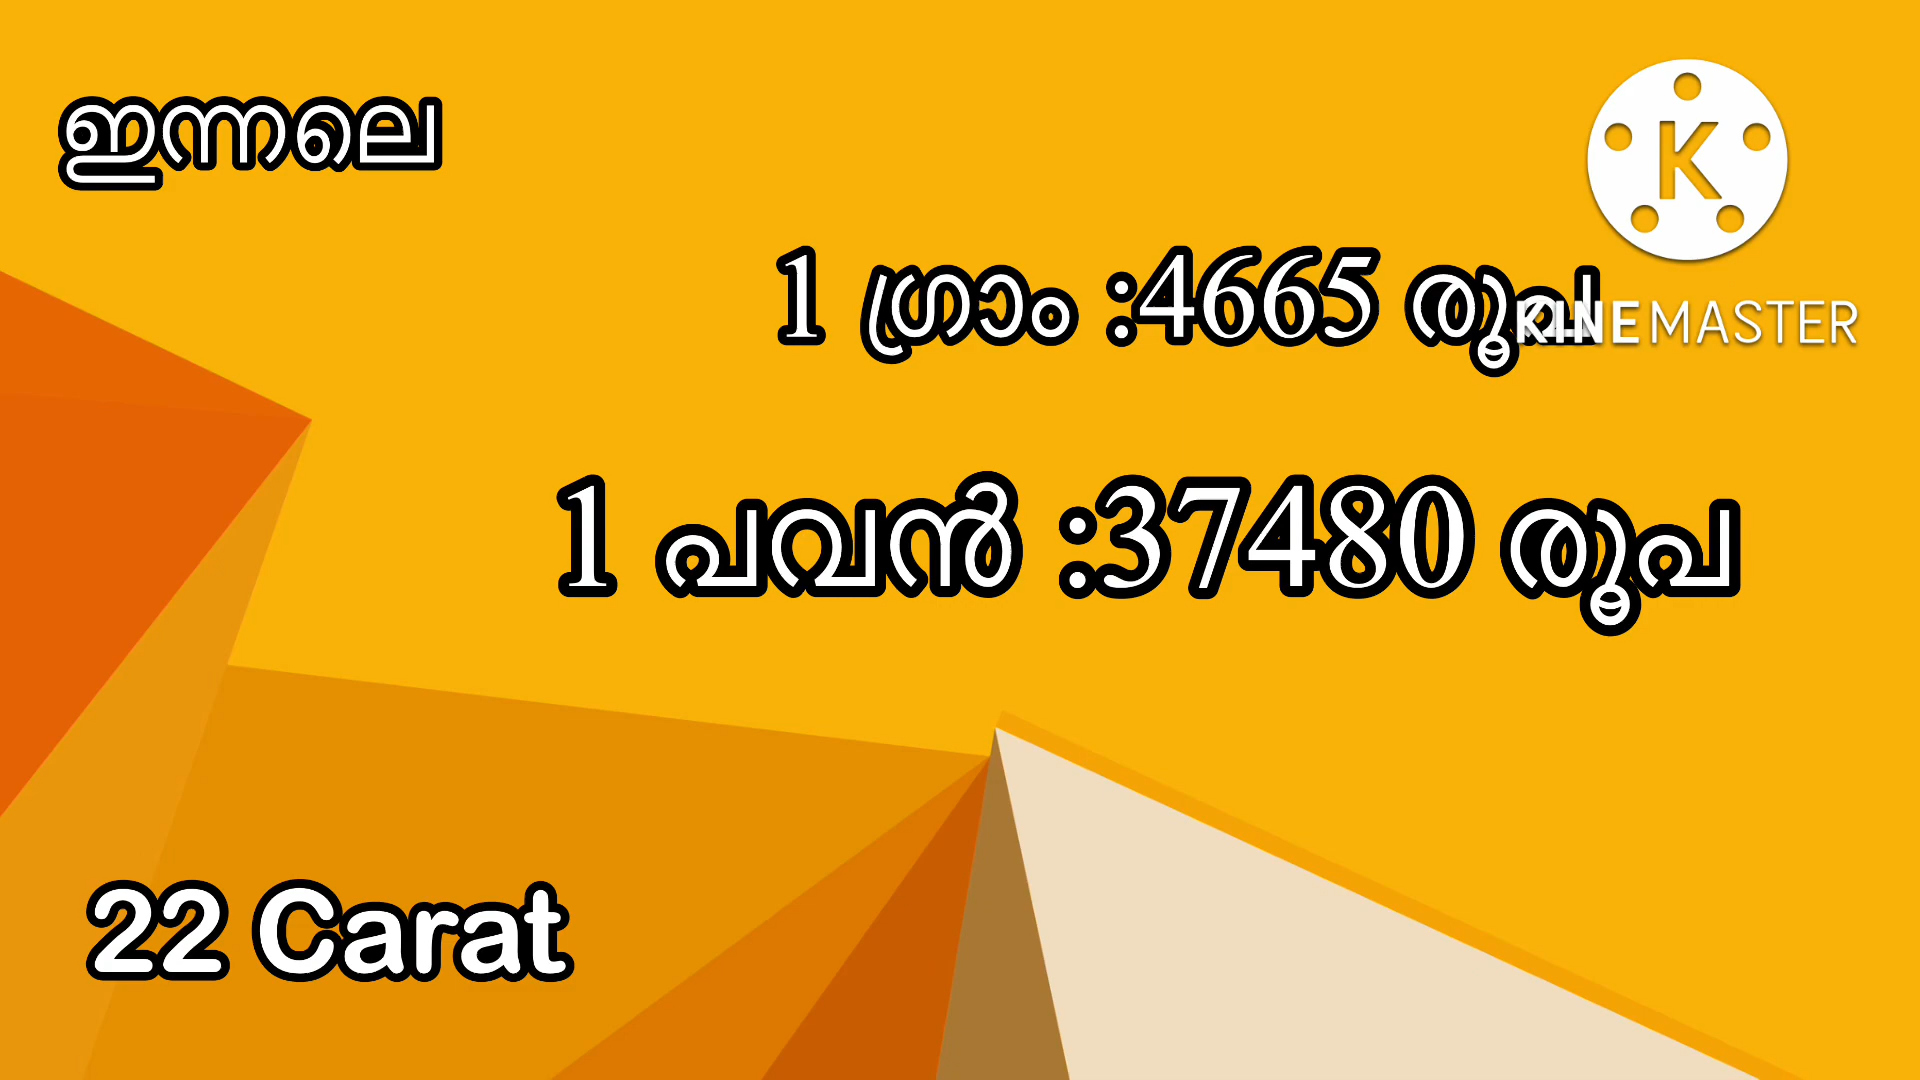 ഇന്നലെ
K
1 ഗ്രാം :4665 രൂപ
KINEMASTER
1 പവൻ :37480 രൂപ
22 Carat